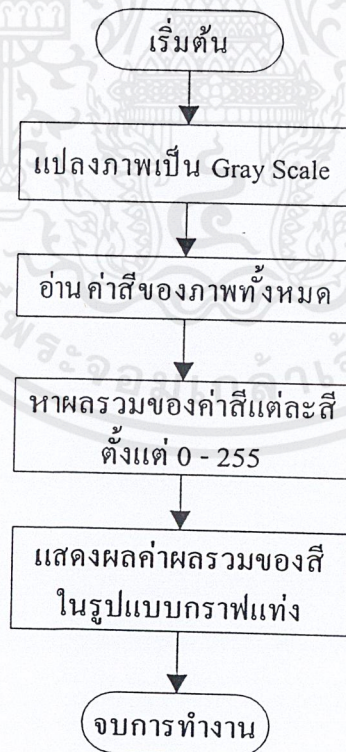 เริ่มต้น
แปลงภาพเป็น Gray Scale
อ่านค่าสีของภาพทั้งหมด
หาผลรวมของค่าสีแต่ละสี
ตั้งแต่ 0 - 255
แสดงผลค่าผลรวมของสี
ในรูปแบบกราฟแท่ง
จบการทำงาน